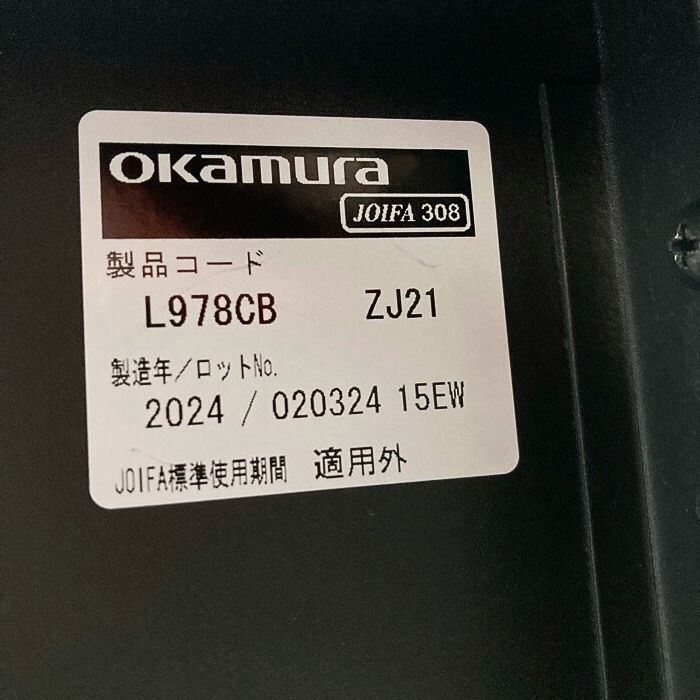 okamura
JOIFA 308
製品コード
L978CB ZJ21
製造年/ロットNo.
2024 / 020324 15EW
JOIFA標準使用期間 適用外